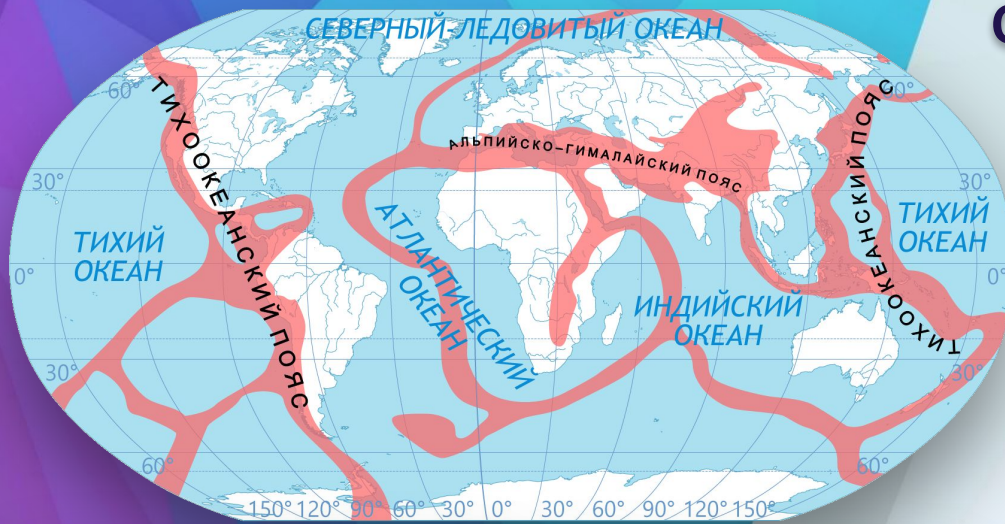 СЕВЕРНЫЙ ЛЕДОВИТЫЙ ОКЕАН
60°
60°
ТИХООКЕАНСКИЙ ПОЯС
АЛЬПИЙСКО–ГИМАЛАЙСКИЙ ПОЯС
ТИХООКЕАНСКИЙ ПОЯС
30°
30°
ТИХИЙ
ОКЕАН
АТЛАНТИЧЕСКИЙ
ОКЕАН
ТИХИЙ
ОКЕАН
0°
0°
ИНДИЙСКИЙ
ОКЕАН
30°
30°
60°
60°
150° 120° 90° 60° 30° 0° 30° 60° 90° 120° 150°